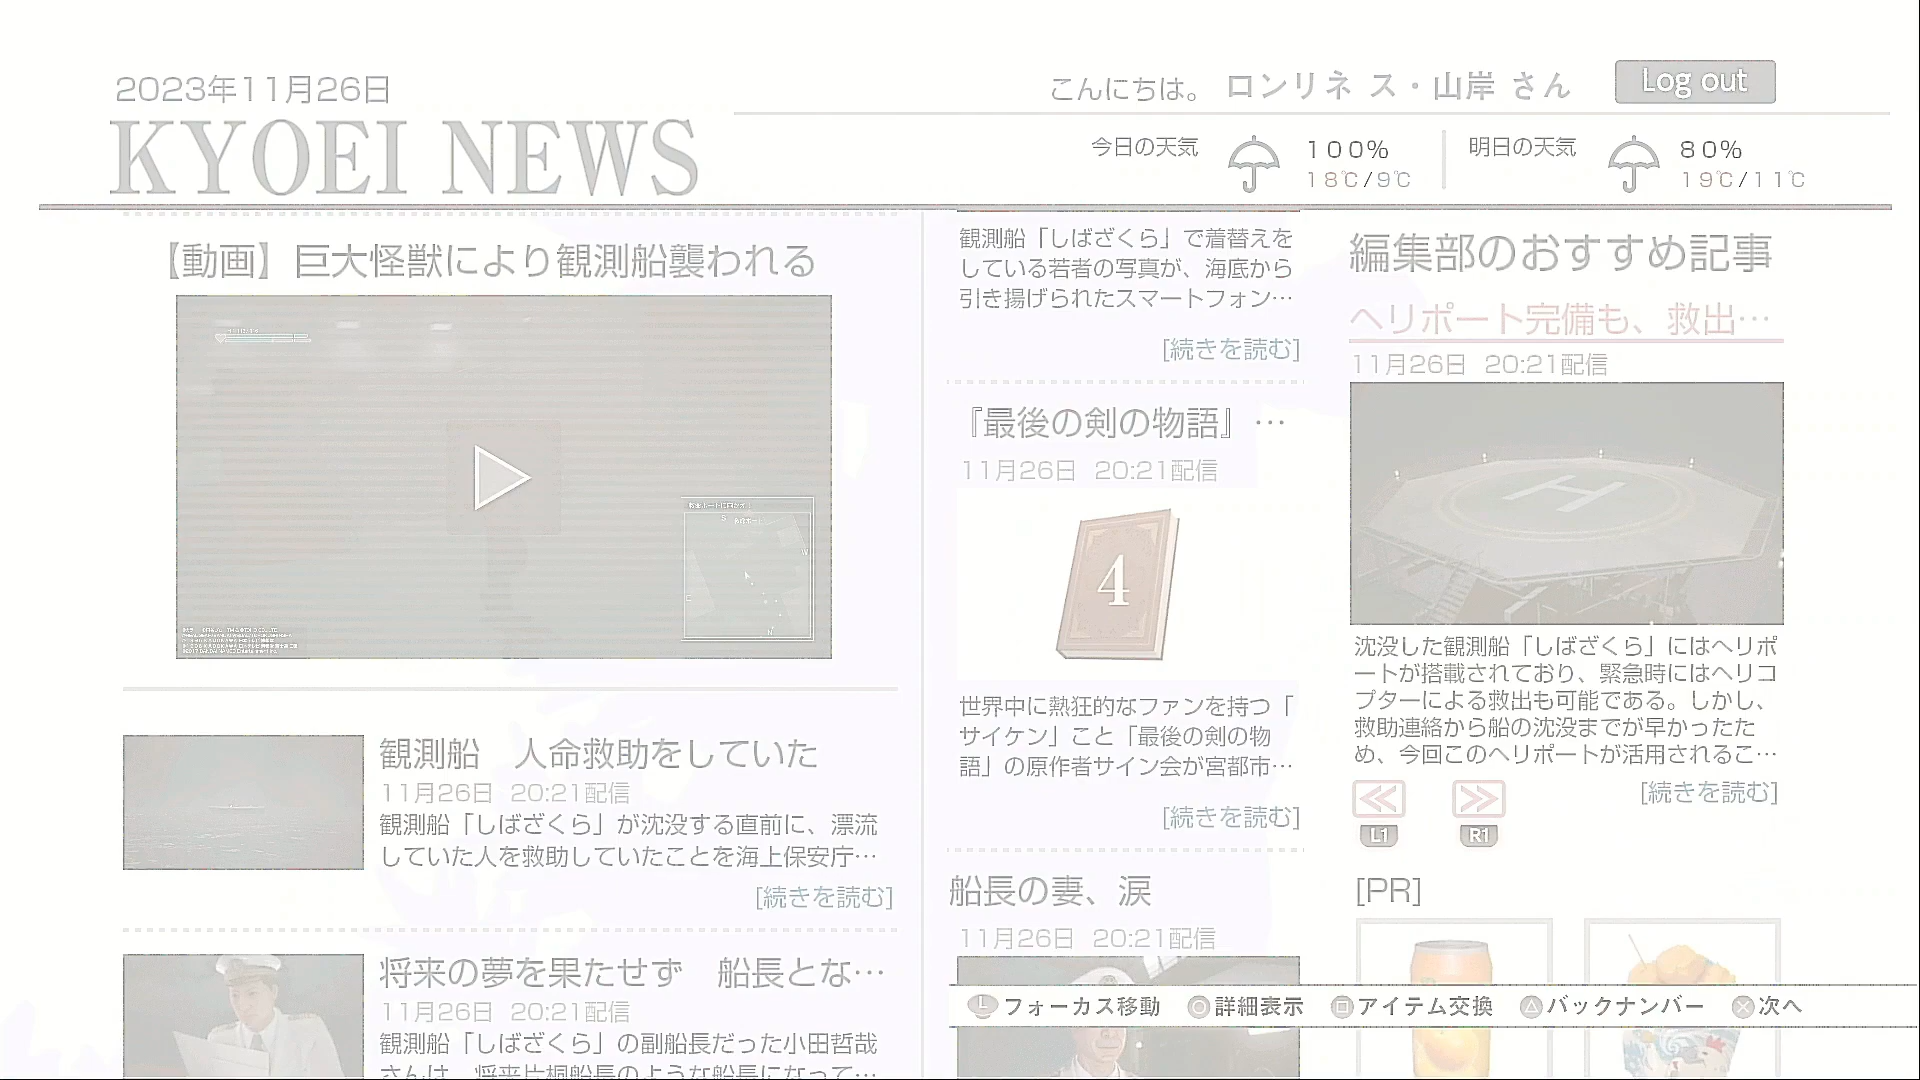 2023年11月26日
こんにちは。 ロンリネ ス・山岸 さん
Log out
KYOEI NEWS
今日の天気
100%
18℃/9℃
明日の天気
80%
19℃/11℃
【動画】巨大怪獣により観測船襲われる
観測船　人命救助をしていた
11月26日 20:21配信
観測船「しばざくら」が沈没する直前に、漂流
していた人を救助していたことを海上保安庁…
[続きを読む]
将来の夢を果たせず　船長とな…
11月26日 20:21配信
観測船「しばざくら」の副船長だった小田哲哉
さんは、将来片桐船長のような船長になって…
観測船「しばざくら」で着替えを
している若者の写真が、海底から
引き揚げられたスマートフォン…
[続きを読む]
『最後の剣の物語』…
11月26日 20:21配信
4
世界中に熱狂的なファンを持つ「
サイケン」こと「最後の剣の物
語」の原作者サイン会が宮都市…
[続きを読む]
船長の妻、涙
11月26日 20:21配信
編集部のおすすめ記事
ヘリポート完備も、救出…
11月26日 20:21配信
H
沈没した観測船「しばざくら」にはヘリポ
ートが搭載されており、緊急時にはヘリコ
プターによる救出も可能である。しかし、
救助連絡から船の沈没までが早かったた
め、今回このヘリポートが活用されるこ…
[続きを読む]
L1
R1
[PR]
L フォーカス移動 ○詳細表示 □アイテム交換 △バックナンバー ×次へ